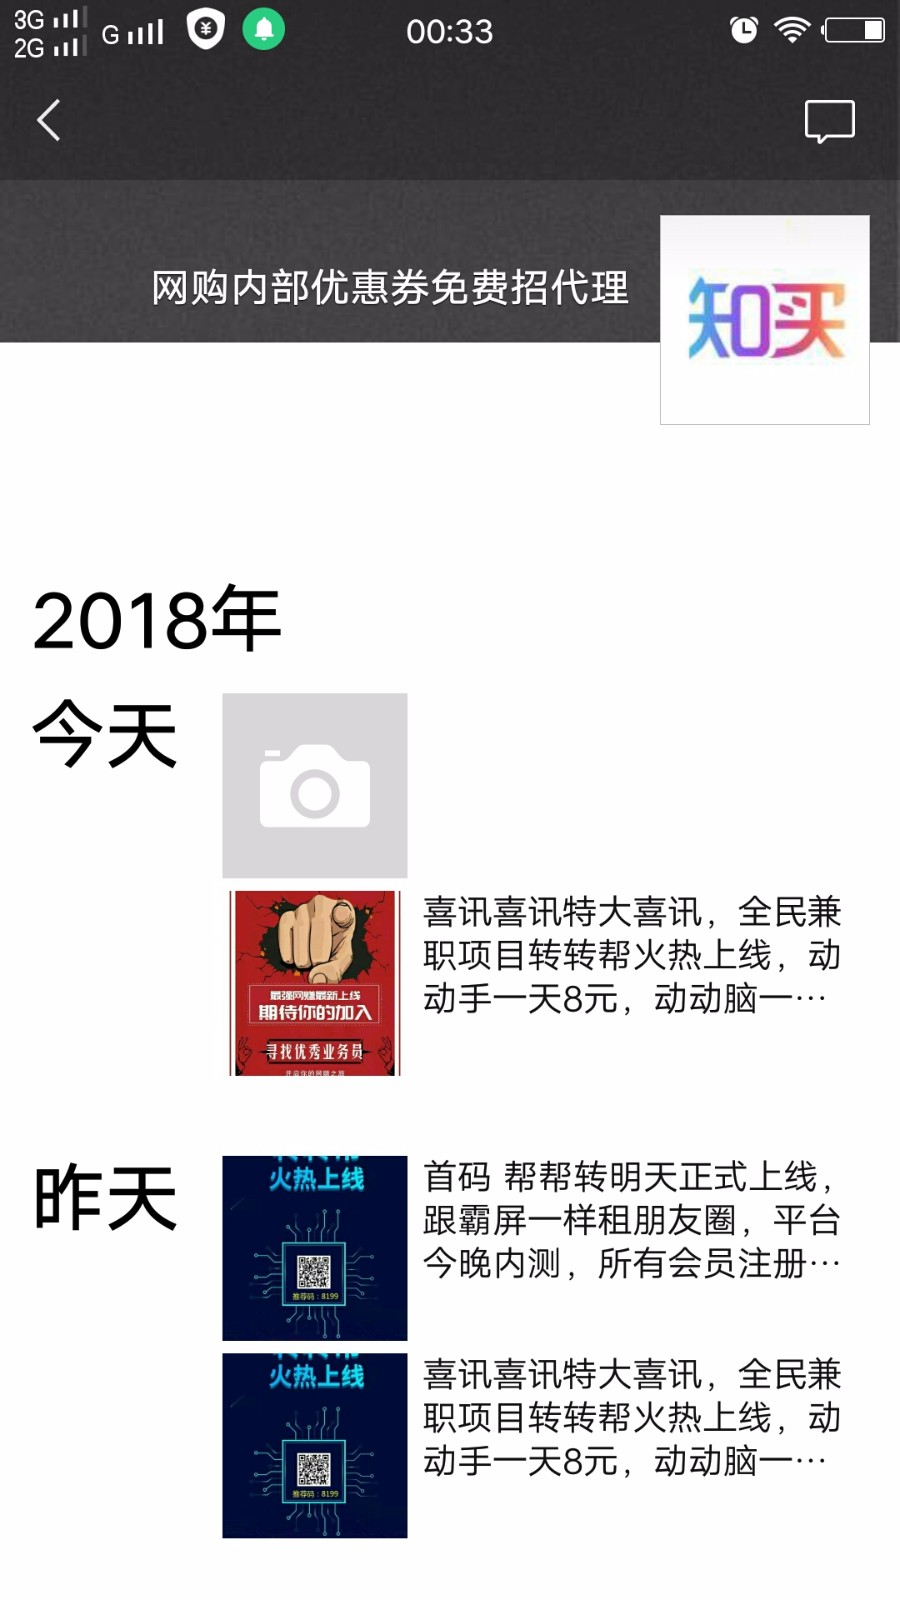 3G
2G
G
00:33
网购内部优惠券免费招代理
知买
2018年
今天
最强网赚最新上线
期待你的加入
寻找优秀业务员
喜讯喜讯特大喜讯，全民兼
职项目转转帮火热上线，动
动手一天8元，动动脑一…
昨天
火热上线
推荐码：8199
首码 帮帮转明天正式上线，
跟霸屏一样租朋友圈，平台
今晚内测，所有会员注册…
火热上线
推荐码：8199
喜讯喜讯特大喜讯，全民兼
职项目转转帮火热上线，动
动手一天8元，动动脑一…